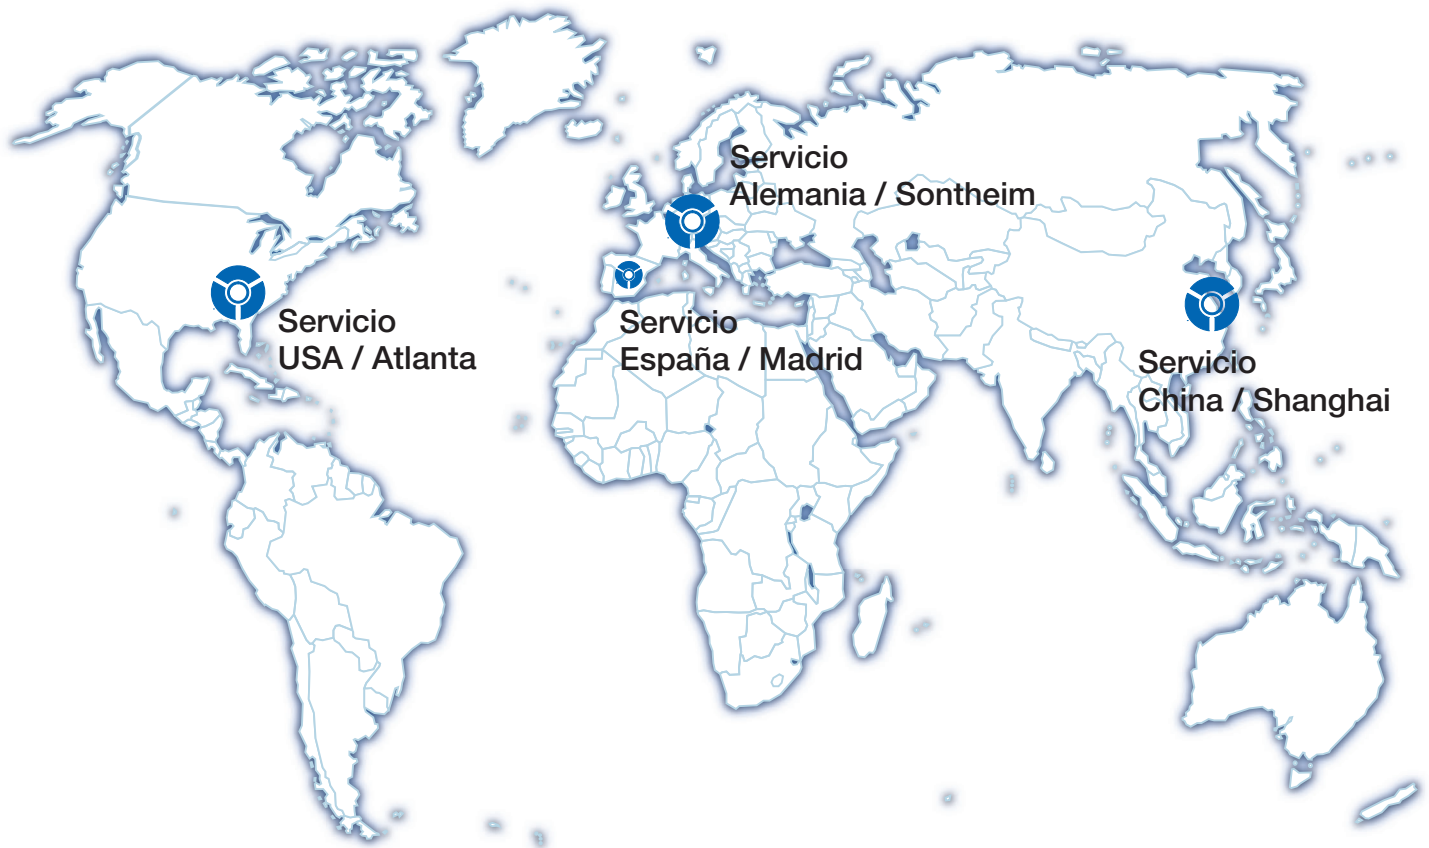 Servicio
Alemania / Sontheim
Servicio
USA / Atlanta
Servicio
España / Madrid
Servicio
China / Shanghai